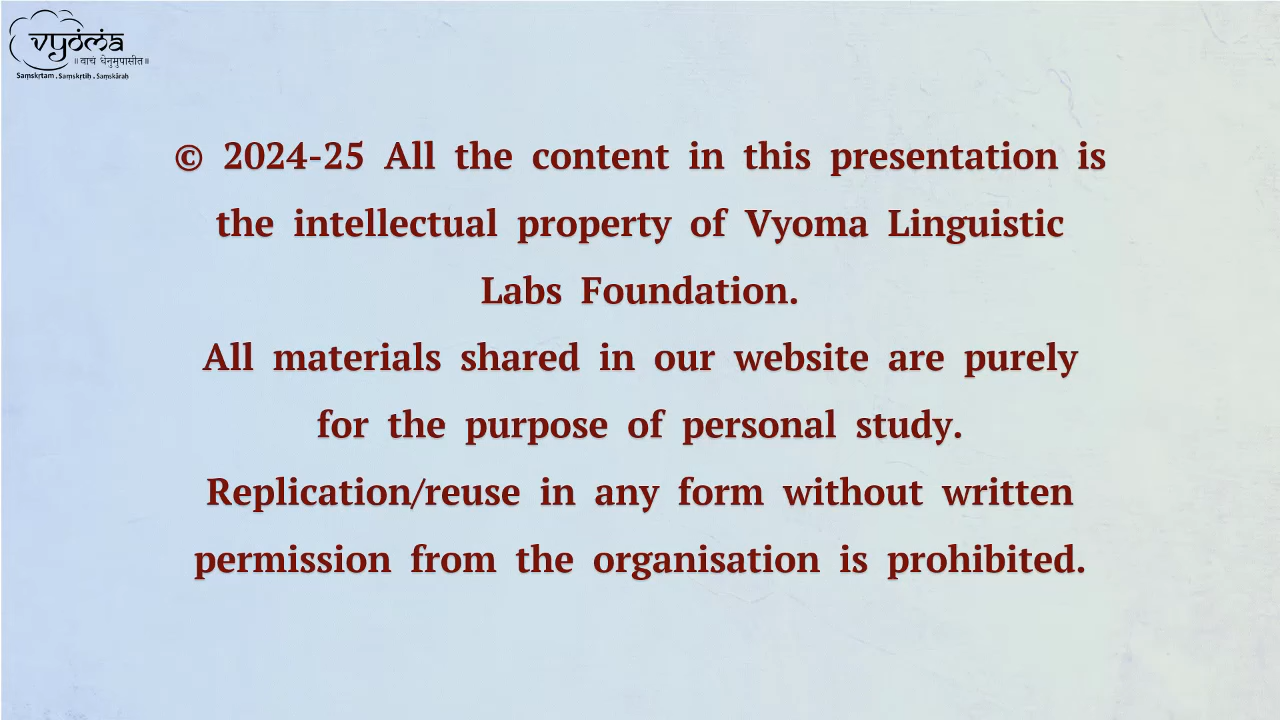 vyoma
॥ वाचं धेनुमुपासीत॥
Saṃskṛtam . Saṃskṛtiḥ . Saṃskāraḥ
© 2024-25 All the content in this presentation is
the intellectual property of Vyoma Linguistic
Labs Foundation.
All materials shared in our website are purely
for the purpose of personal study.
Replication/reuse in any form without written
permission from the organisation is prohibited.